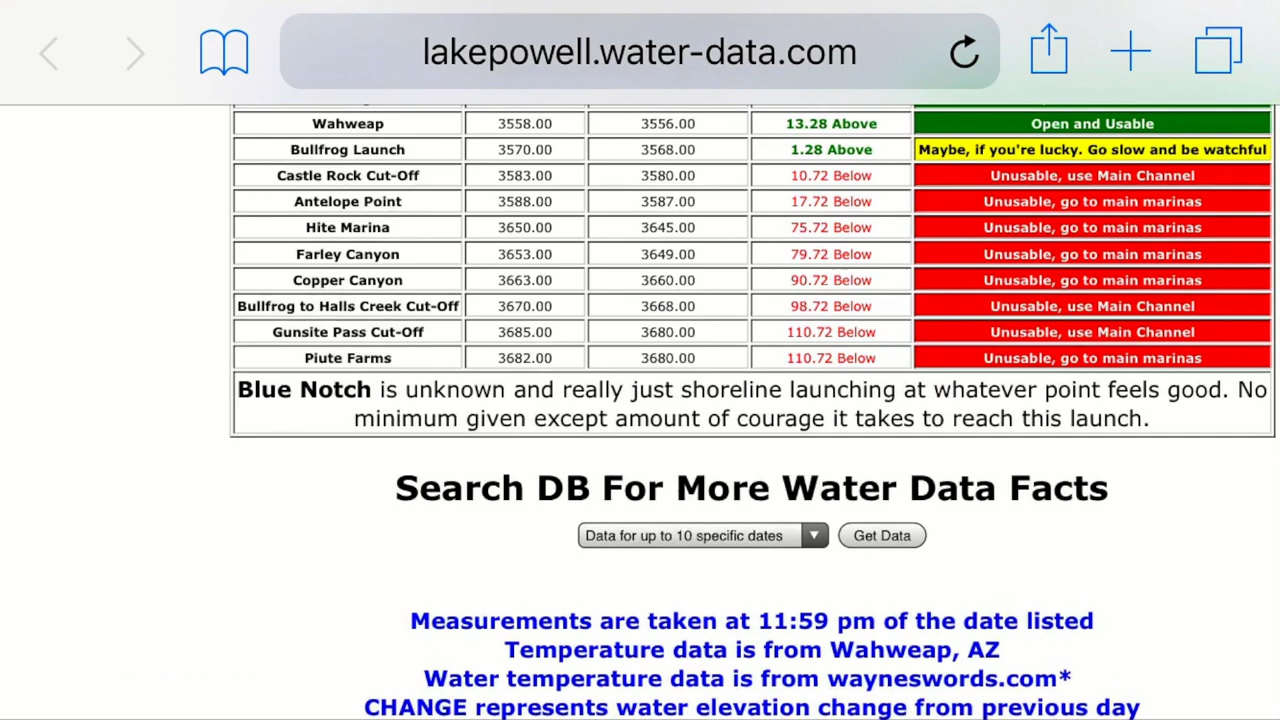 lakepowell.water-data.com
Wahweap 3558.00 3556.00 13.28 Above Open and Usable
Bullfrog Launch 3570.00 3568.00 1.28 Above Maybe, if you're lucky. Go slow and be watchful
Castle Rock Cut-Off 3583.00 3580.00 10.72 Below Unusable, use Main Channel
Antelope Point 3588.00 3587.00 17.72 Below Unusable, go to main marinas
Hite Marina 3650.00 3645.00 75.72 Below Unusable, go to main marinas
Farley Canyon 3653.00 3649.00 79.72 Below Unusable, go to main marinas
Copper Canyon 3663.00 3660.00 90.72 Below Unusable, go to main marinas
Bullfrog to Halls Creek Cut-Off 3670.00 3668.00 98.72 Below Unusable, use Main Channel
Gunsite Pass Cut-Off 3685.00 3680.00 110.72 Below Unusable, use Main Channel
Piute Farms 3682.00 3680.00 110.72 Below Unusable, go to main marinas
Blue Notch is unknown and really just shoreline launching at whatever point feels good. No
minimum given except amount of courage it takes to reach this launch.
Search DB For More Water Data Facts
Data for up to 10 specific dates Get Data
Measurements are taken at 11:59 pm of the date listed
Temperature data is from Wahweap, AZ
Water temperature data is from wayneswords.com*
CHANGE represents water elevation change from previous day